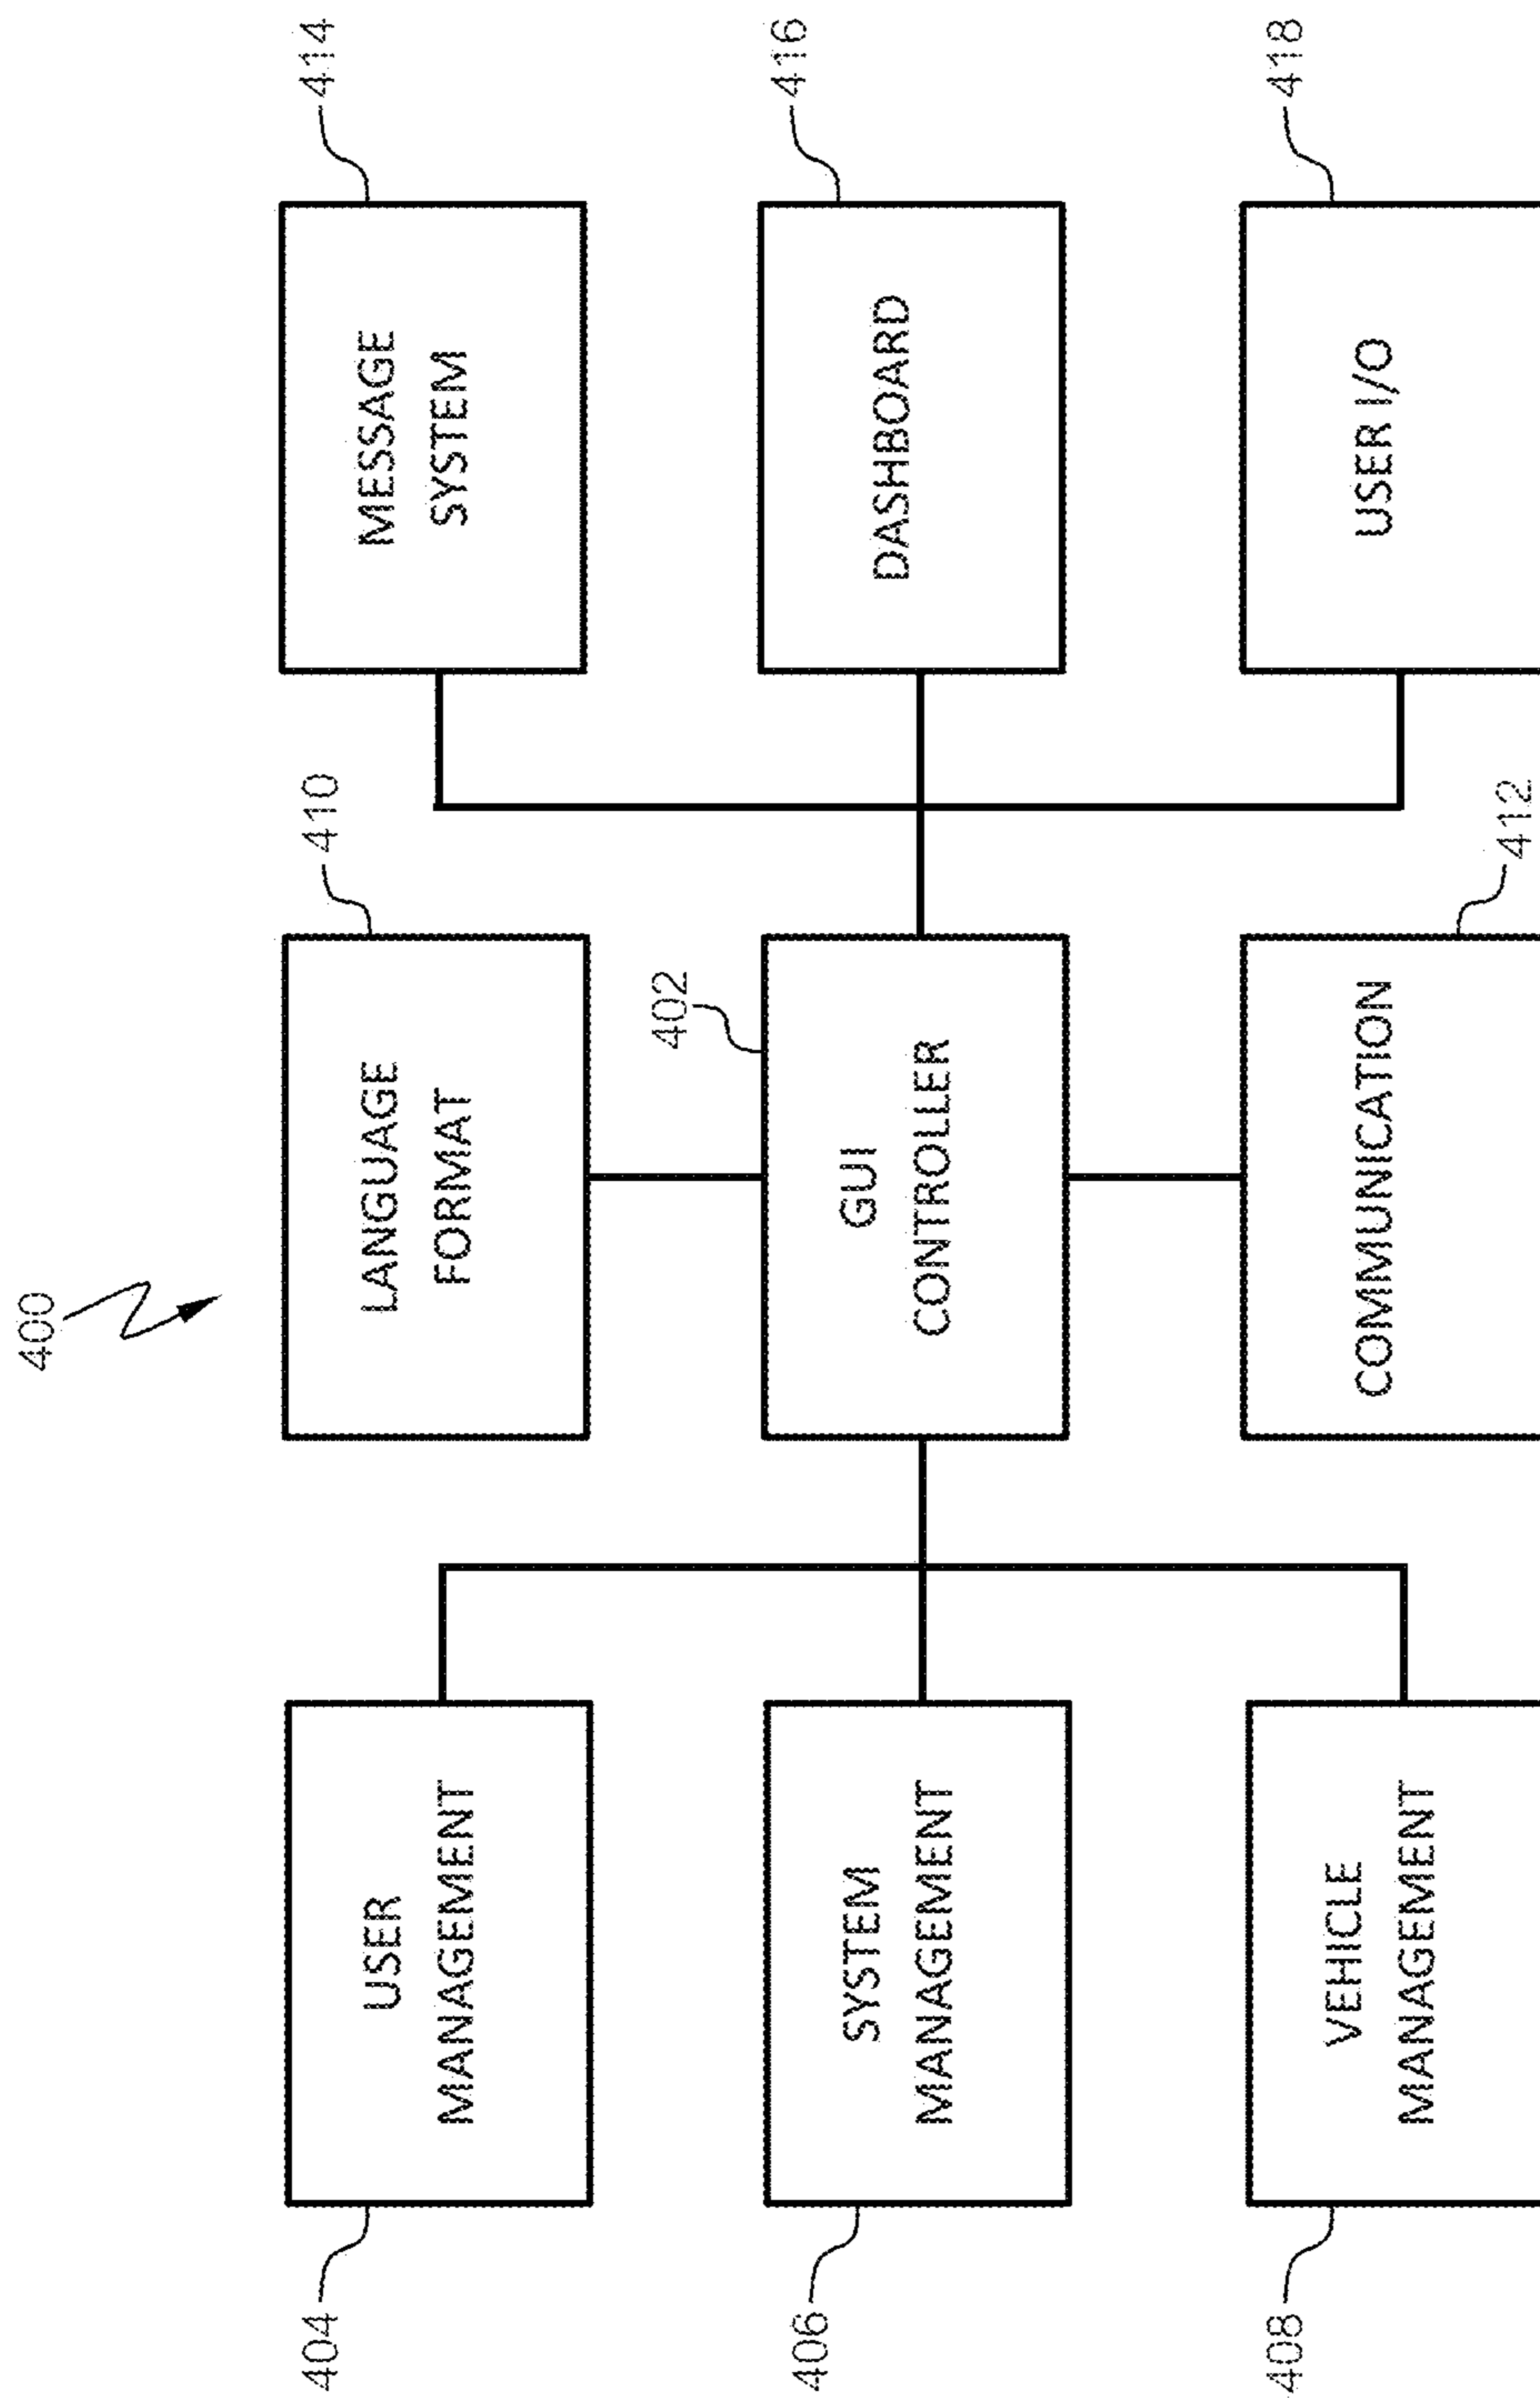 400
404
USER
MANAGEMENT
410
LANGUAGE
FORMAT
414
MESSAGE
SYSTEM
406
SYSTEM
MANAGEMENT
402
GUI
CONTROLLER
416
DASHBOARD
408
VEHICLE
MANAGEMENT
412
COMMUNICATION
418
USER I/O